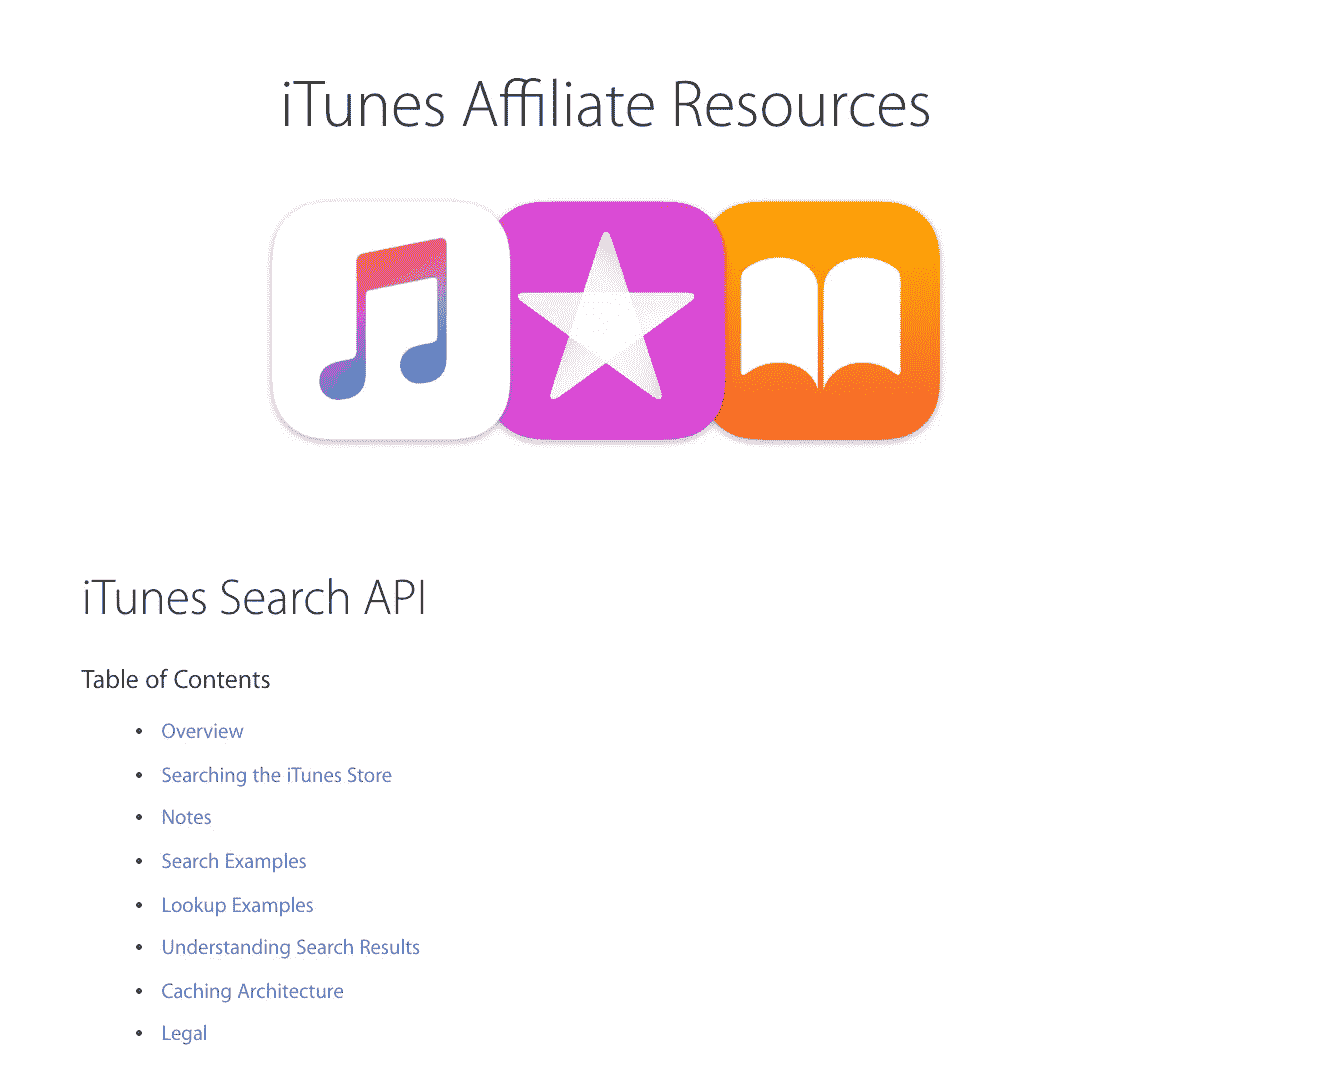 iTunes Affiliate Resources
iTunes Search API
Table of Contents
• Overview
• Searching the iTunes Store
• Notes
• Search Examples
• Lookup Examples
• Understanding Search Results
• Caching Architecture
• Legal